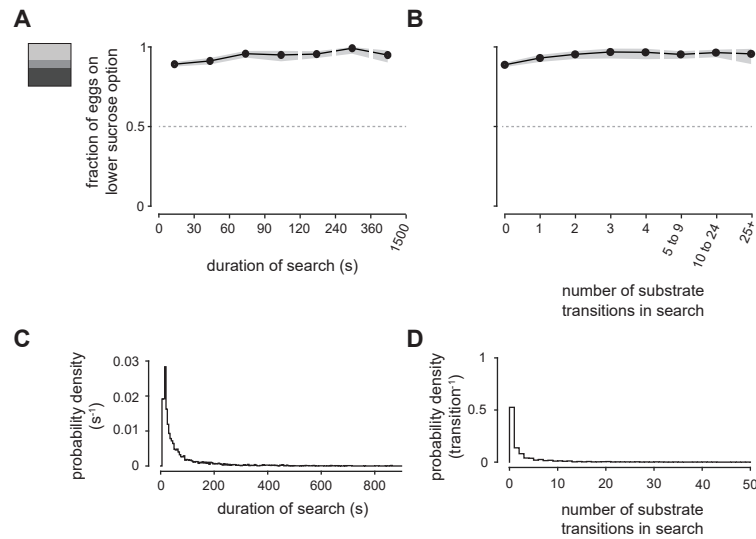 A
B
fraction of eggs on
lower sucrose option
1
0.5
0
0 30 60 90 120 240 360 1500
duration of search (s)
0 1 2 3 4 5 to 9 10 to 24 25+
number of substrate
transitions in search
C
D
probability density
(s-1)
0.03
0.02
0.01
0
0 200 400 600 800
duration of search (s)
probability density
(transition-1)
1
0.5
0
0 10 20 30 40 50
number of substrate
transitions in search